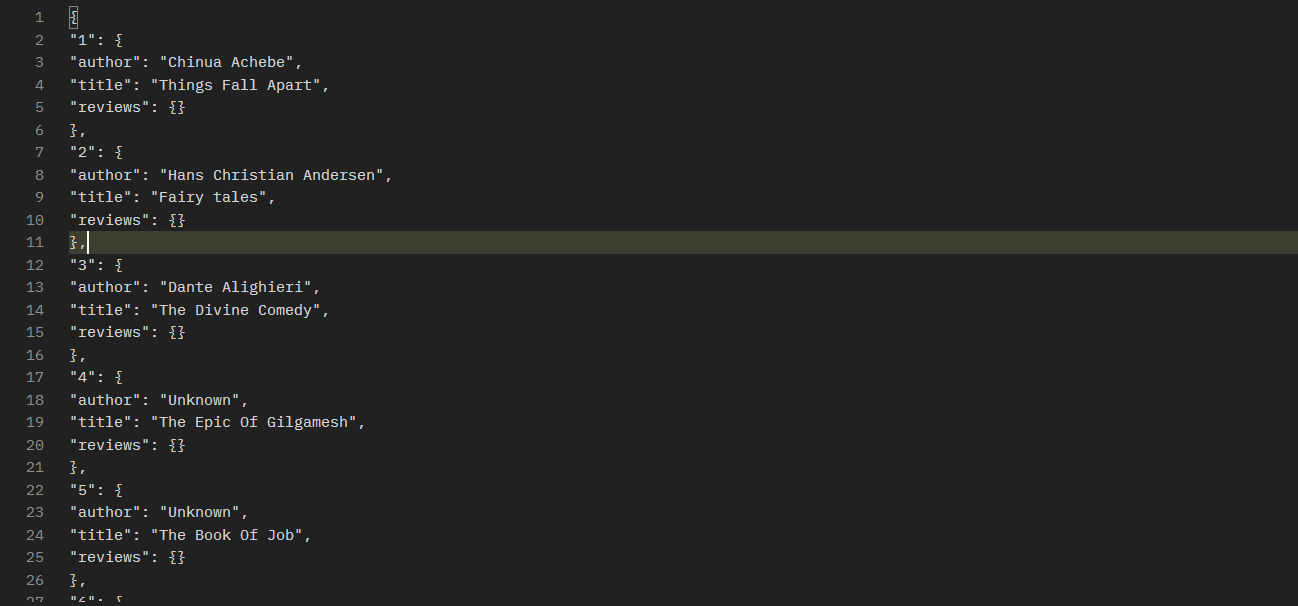 1 {
2 "1": {
3 "author": "Chinua Achebe",
4 "title": "Things Fall Apart",
5 "reviews": {}
6 },
7 "2": {
8 "author": "Hans Christian Andersen",
9 "title": "Fairy tales",
10 "reviews": {}
11 },
12 "3": {
13 "author": "Dante Alighieri",
14 "title": "The Divine Comedy",
15 "reviews": {}
16 },
17 "4": {
18 "author": "Unknown",
19 "title": "The Epic Of Gilgamesh",
20 "reviews": {}
21 },
22 "5": {
23 "author": "Unknown",
24 "title": "The Book Of Job",
25 "reviews": {}
26 },
27 "6": {